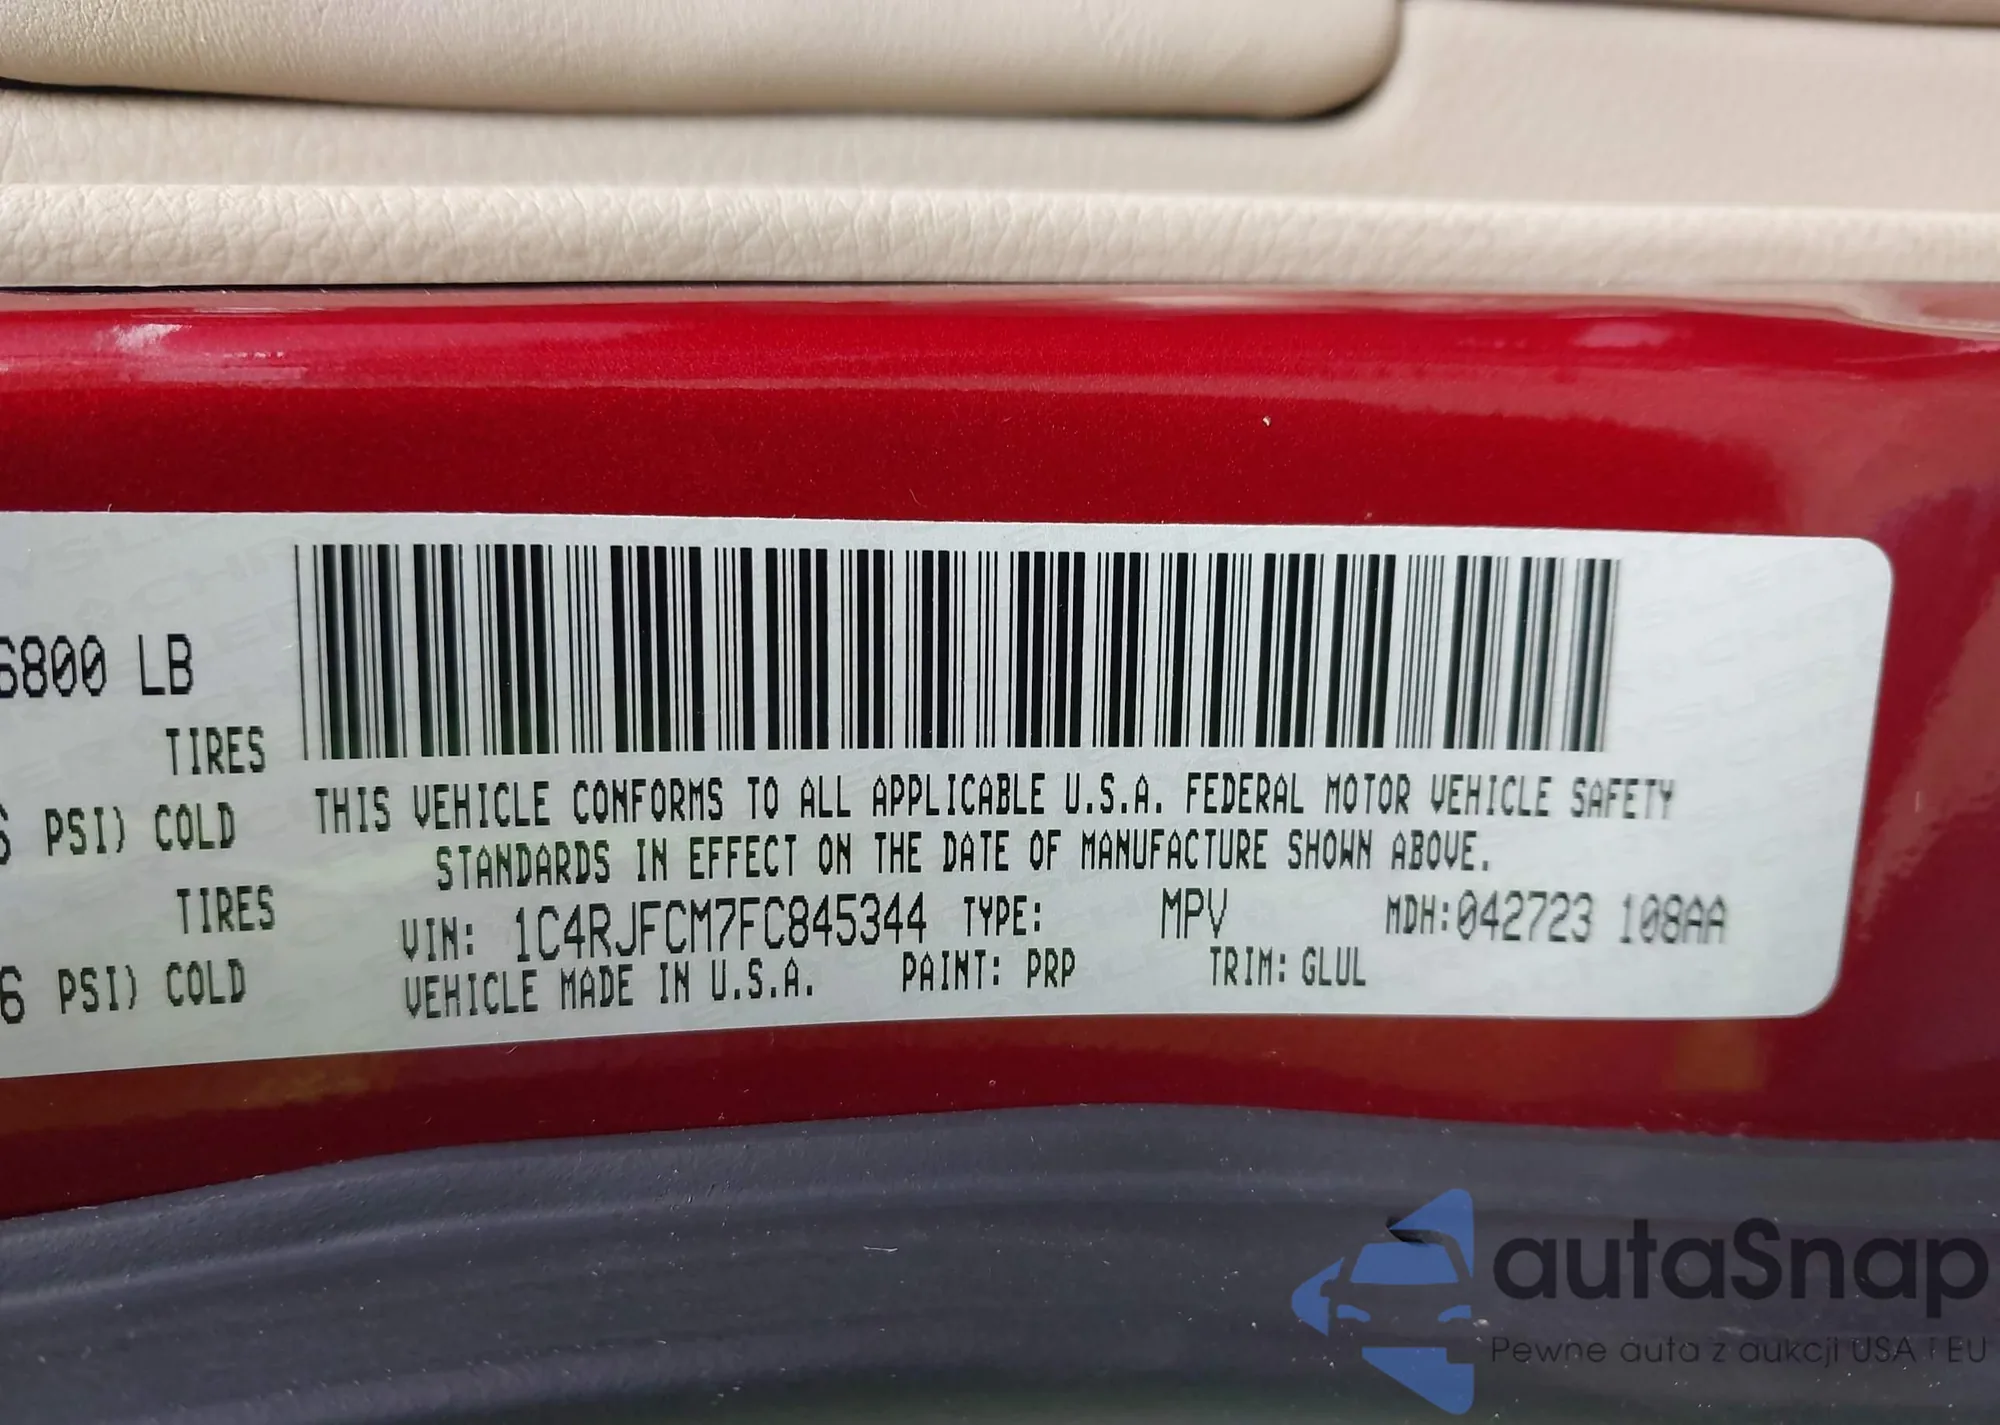 6800 LB
TIRES
PSI) COLD
TIRES
6 PSI) COLD
THIS VEHICLE CONFORMS TO ALL APPLICABLE U.S.A. FEDERAL MOTOR VEHICLE SAFETY
STANDARDS IN EFFECT ON THE DATE OF MANUFACTURE SHOWN ABOVE.
VIN: 1C4RJFCM7FC845344 TYPE: MPV MDH:042723 108AA
VEHICLE MADE IN U.S.A. PAINT: PRP TRIM: GLUL
autaSnap
Pewne auta z aukcji USA i EU